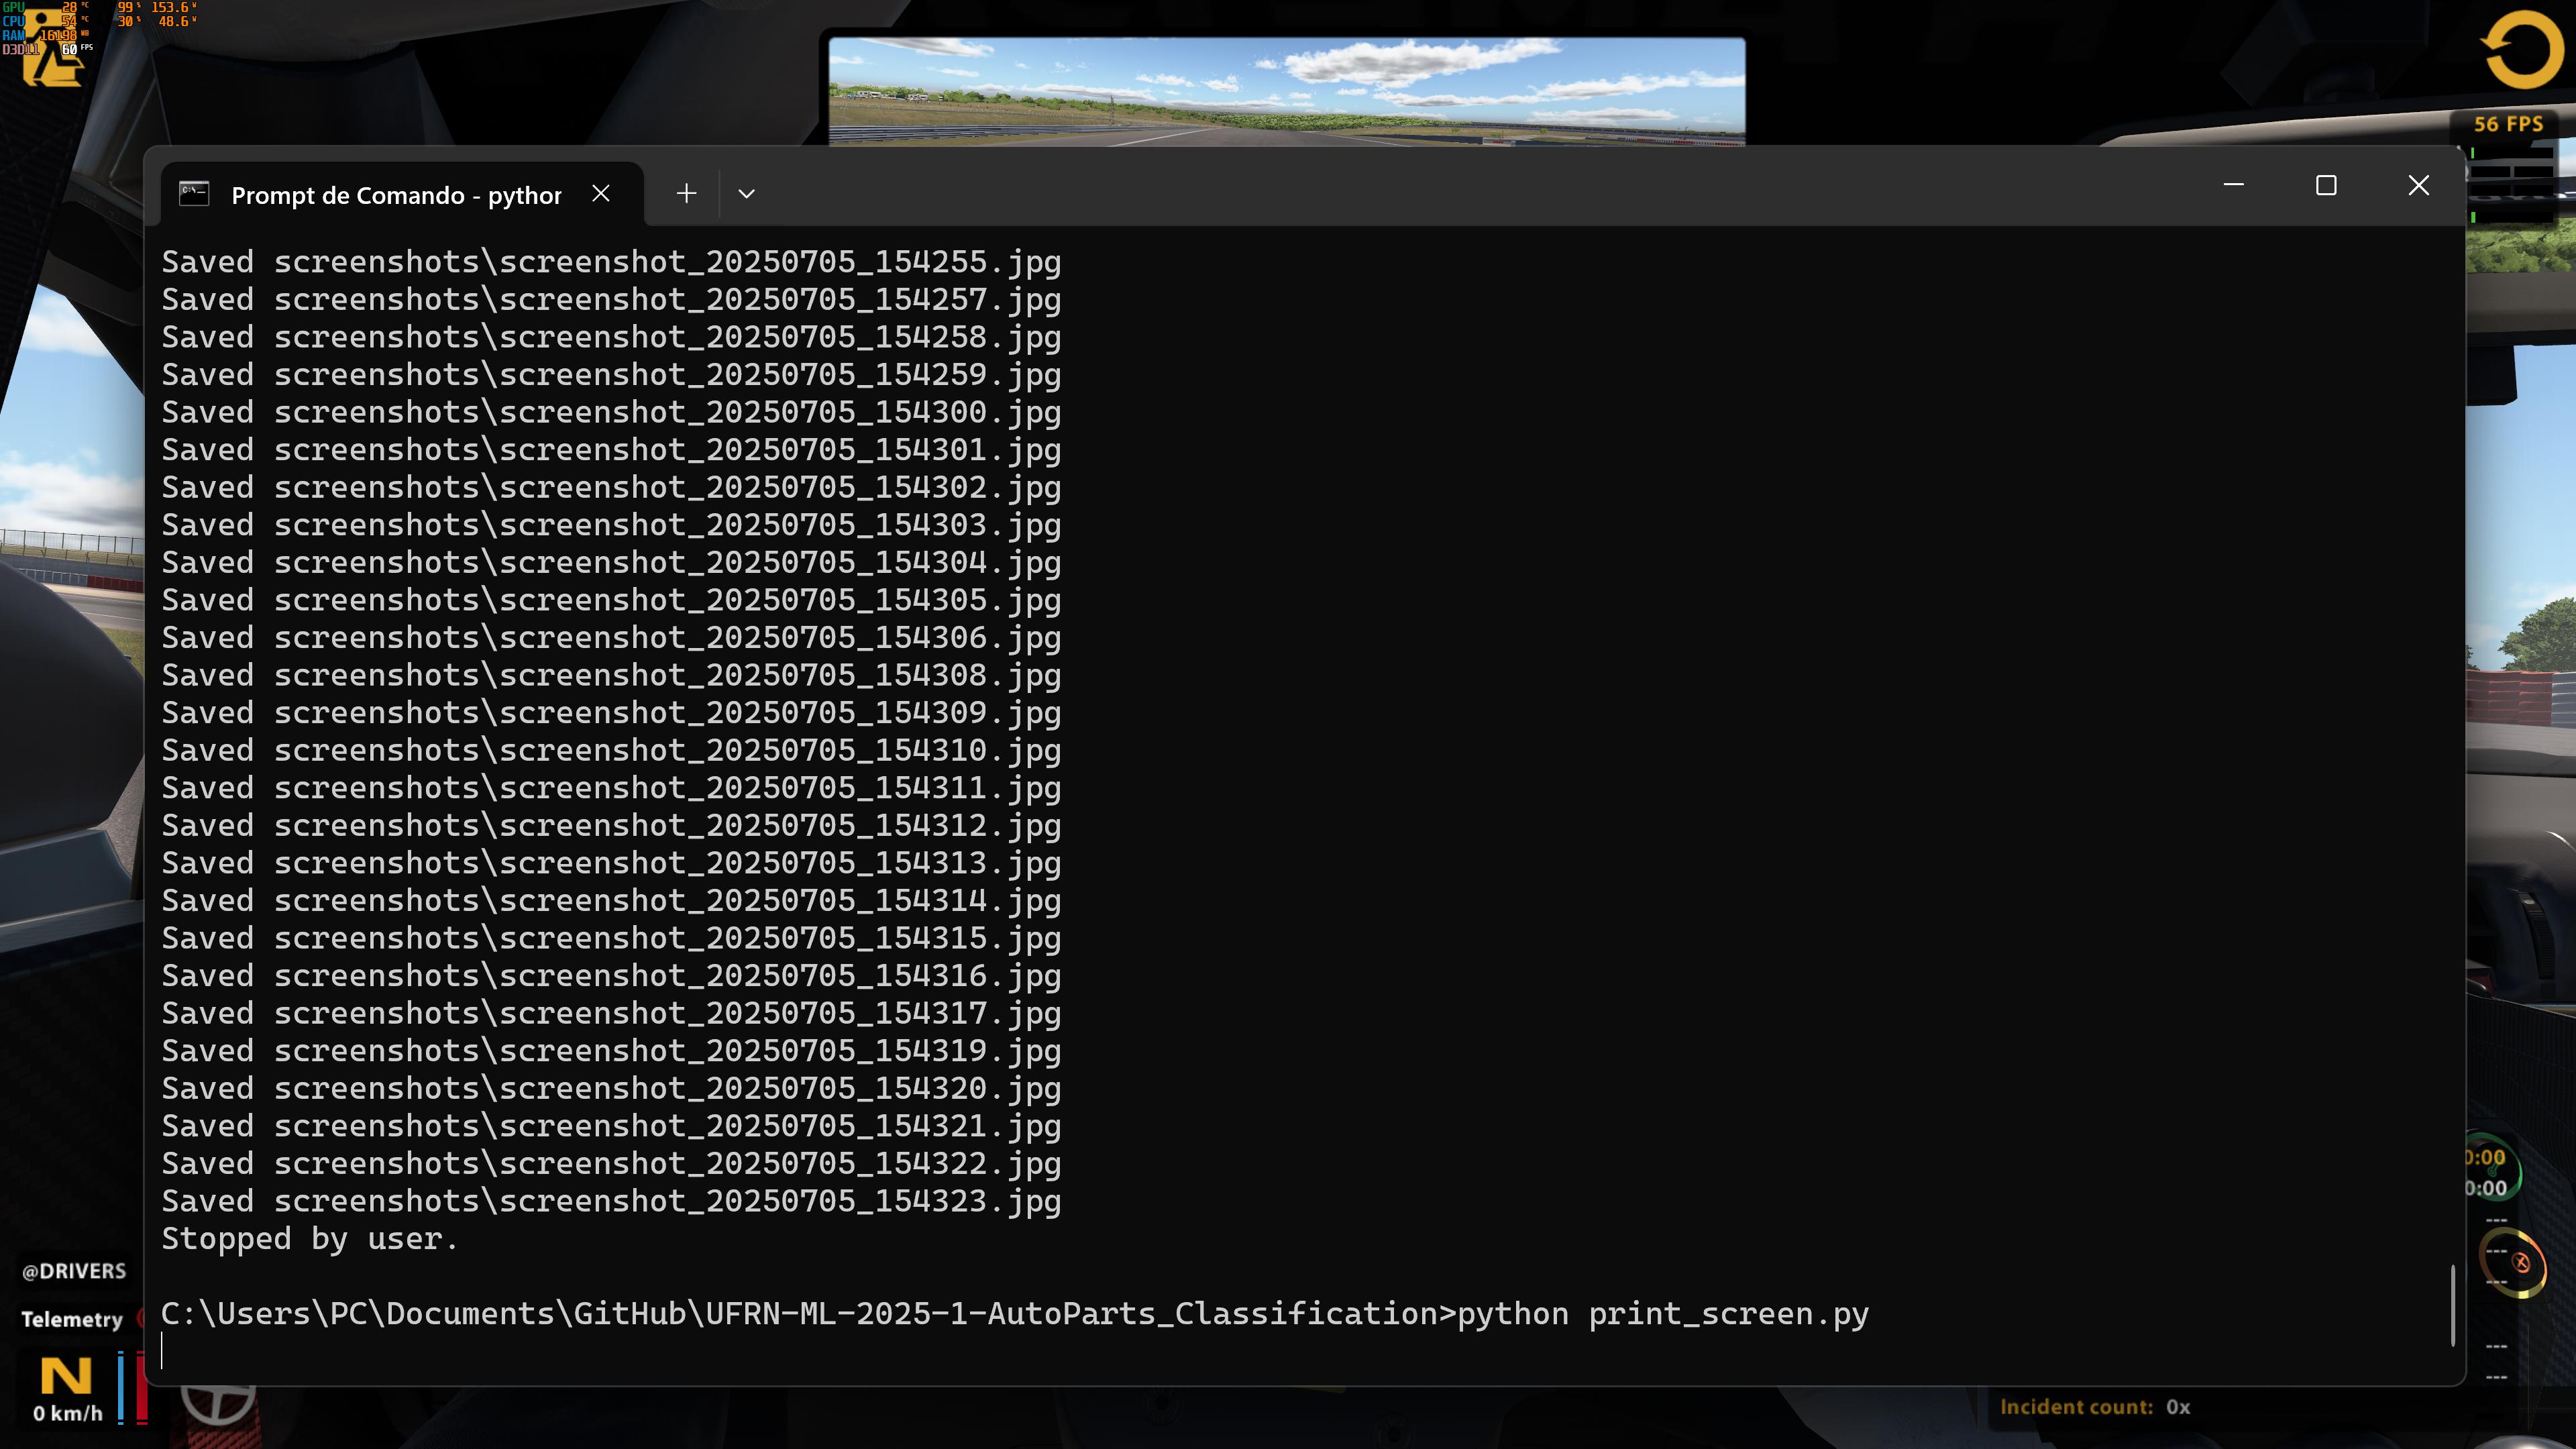 GPU 28 °C 99 % 153.6 W
CPU 54 °C 30 % 48.6 W
RAM 16198 MB
D3D11 60 FPS
56 FPS
Prompt de Comando - python
Saved screenshots\screenshot_20250705_154255.jpg
Saved screenshots\screenshot_20250705_154257.jpg
Saved screenshots\screenshot_20250705_154258.jpg
Saved screenshots\screenshot_20250705_154259.jpg
Saved screenshots\screenshot_20250705_154300.jpg
Saved screenshots\screenshot_20250705_154301.jpg
Saved screenshots\screenshot_20250705_154302.jpg
Saved screenshots\screenshot_20250705_154303.jpg
Saved screenshots\screenshot_20250705_154304.jpg
Saved screenshots\screenshot_20250705_154305.jpg
Saved screenshots\screenshot_20250705_154306.jpg
Saved screenshots\screenshot_20250705_154308.jpg
Saved screenshots\screenshot_20250705_154309.jpg
Saved screenshots\screenshot_20250705_154310.jpg
Saved screenshots\screenshot_20250705_154311.jpg
Saved screenshots\screenshot_20250705_154312.jpg
Saved screenshots\screenshot_20250705_154313.jpg
Saved screenshots\screenshot_20250705_154314.jpg
Saved screenshots\screenshot_20250705_154315.jpg
Saved screenshots\screenshot_20250705_154316.jpg
Saved screenshots\screenshot_20250705_154317.jpg
Saved screenshots\screenshot_20250705_154319.jpg
Saved screenshots\screenshot_20250705_154320.jpg
Saved screenshots\screenshot_20250705_154321.jpg
Saved screenshots\screenshot_20250705_154322.jpg
Saved screenshots\screenshot_20250705_154323.jpg
Stopped by user.
C:\Users\PC\Documents\GitHub\UFRN-ML-2025-1-AutoParts_Classification>python print_screen.py
0:00
0:00
---
---
---
---
---
@DRIVERS
Telemetry
N
0 km/h
Incident count: 0x